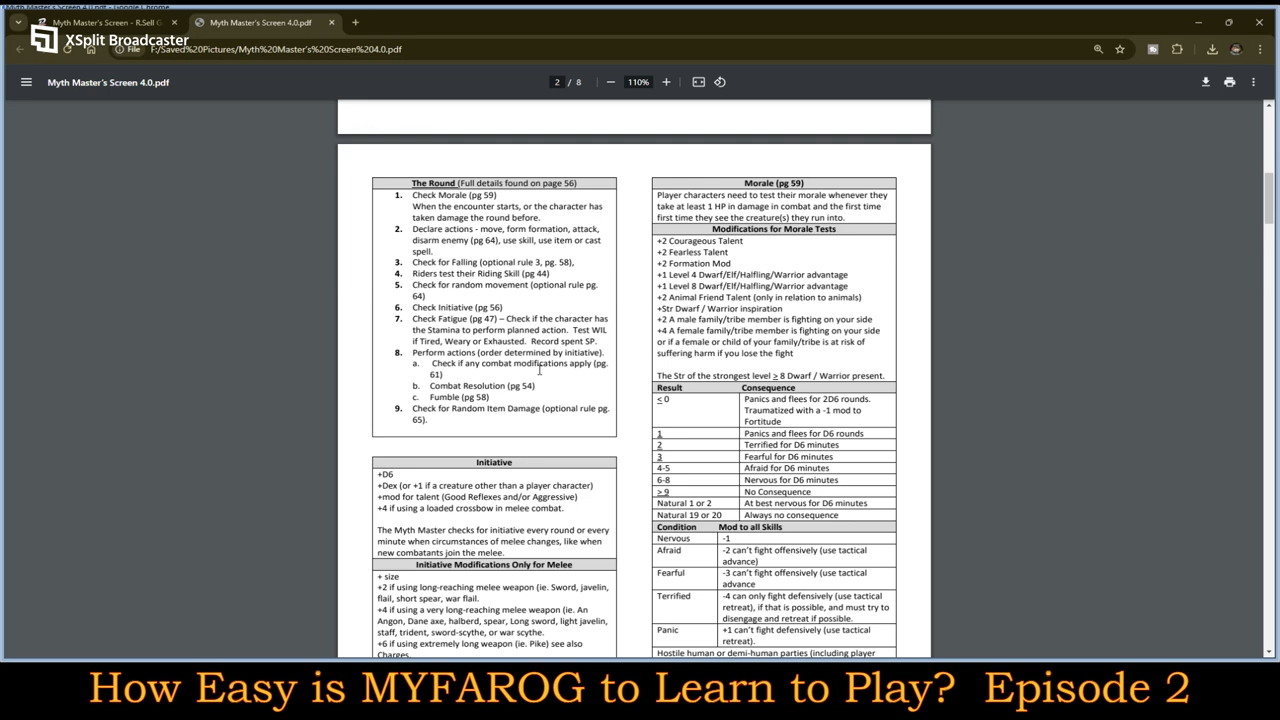 Myth Master's Screen - R.Sell G
Myth Master's Screen 4.0.pdf
XSplit Broadcaster
File
F:/Saved%20Pictures/Myth%20Master's%20Screen%204.0.pdf
Myth Master's Screen 4.0.pdf
2 / 8
110%
The Round (Full details found on page 56)
1. Check Morale (pg 59)
When the encounter starts, or the character has
taken damage the round before.
2. Declare actions - move, form formation, attack,
disarm enemy (pg 64), use skill, use item or cast
spell.
3. Check for Falling (optional rule 3, pg. 58),
4. Riders test their Riding Skill (pg 44)
5. Check for random movement (optional rule pg.
64)
6. Check Initiative (pg 56)
7. Check Fatigue (pg 47) – Check if the character has
the Stamina to perform planned action. Test WIL
if Tired, Weary or Exhausted. Record spent SP.
8. Perform actions (order determined by initiative).
a. Check if any combat modifications apply (pg.
61)
b. Combat Resolution (pg 54)
c. Fumble (pg 58)
9. Check for Random Item Damage (optional rule pg.
65).
Initiative
+D6
+Dex (or +1 if a creature other than a player character)
+mod for talent (Good Reflexes and/or Aggressive)
+4 if using a loaded crossbow in melee combat.
The Myth Master checks for initiative every round or every
minute when circumstances of melee changes, like when
new combatants join the melee.
Initiative Modifications Only for Melee
+ size
+2 if using long-reaching melee weapon (ie. Sword, javelin,
flail, short spear, war flail.
+4 if using a very long-reaching melee weapon (ie. An
Angon, Dane axe, halberd, spear, Long sword, light javelin,
staff, trident, sword-scythe, or war scythe.
+6 if using extremely long weapon (ie. Pike) see also
Charges.
Morale (pg 59)
Player characters need to test their morale whenever they
take at least 1 HP in damage in combat and the first time
first time they see the creature(s) they run into.
Modifications for Morale Tests
+2 Courageous Talent
+2 Fearless Talent
+2 Formation Mod
+1 Level 4 Dwarf/Elf/Halfling/Warrior advantage
+1 Level 8 Dwarf/Elf/Halfling/Warrior advantage
+2 Animal Friend Talent (only in relation to animals)
+Str Dwarf / Warrior inspiration
+2 A male family/tribe member is fighting on your side
+4 A female family/tribe member is fighting on your side
or if a female or child of your family/tribe is at risk of
suffering harm if you lose the fight
The Str of the strongest level ≥ 8 Dwarf / Warrior present.
Result Consequence
≤ 0 Panics and flees for 2D6 rounds.
Traumatized with a -1 mod to
Fortitude
1 Panics and flees for D6 rounds
2 Terrified for D6 minutes
3 Fearful for D6 minutes
4-5 Afraid for D6 minutes
6-8 Nervous for D6 minutes
≥ 9 No Consequence
Natural 1 or 2 At best nervous for D6 minutes
Natural 19 or 20 Always no consequence
Condition Mod to all Skills
Nervous -1
Afraid -2 can't fight offensively (use tactical
advance)
Fearful -3 can't fight offensively (use tactical
advance
Terrified -4 can only fight defensively (use tactical
retreat), if that is possible, and must try to
disengage and retreat if possible.
Panic +1 can't fight defensively (use tactical
retreat).
Hostile human or demi-human parties (including player
How Easy is MYFAROG to Learn to Play? Episode 2